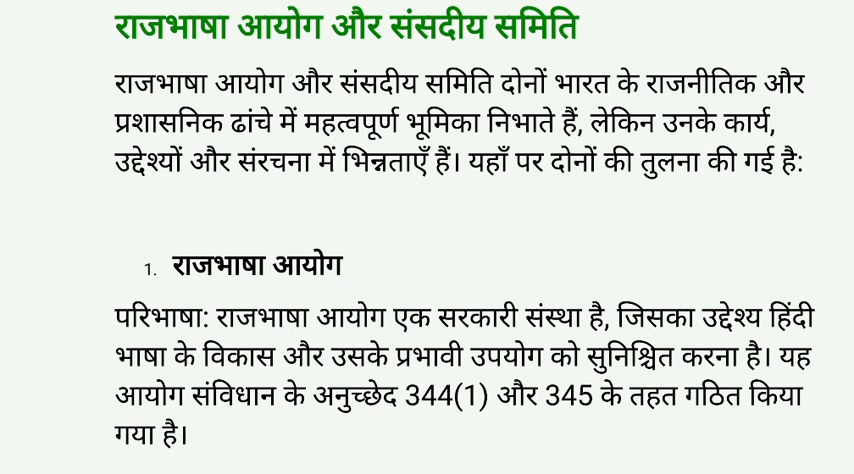 राजभाषा आयोग और संसदीय समिति
राजभाषा आयोग और संसदीय समिति दोनों भारत के राजनीतिक और
प्रशासनिक ढांचे में महत्वपूर्ण भूमिका निभाते हैं, लेकिन उनके कार्य,
उद्देश्यों और संरचना में भिन्नताएँ हैं। यहाँ पर दोनों की तुलना की गई है:
1. राजभाषा आयोग
परिभाषा: राजभाषा आयोग एक सरकारी संस्था है, जिसका उद्देश्य हिंदी
भाषा के विकास और उसके प्रभावी उपयोग को सुनिश्चित करना है। यह
आयोग संविधान के अनुच्छेद 344(1) और 345 के तहत गठित किया
गया है।